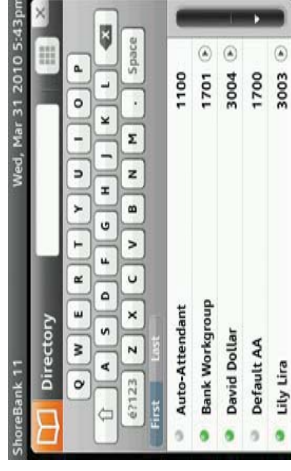 ShoreBank 11 Wed, Mar 31 2010 5:43pm
Directory
Q W E R T Y U I O P
A S D F G H J K L
é?123 Z X C V B N M . Space
First Last
Auto-Attendant 1100
Bank Workgroup 1701
David Dollar 3004
Default AA 1700
Lily Lira 3003